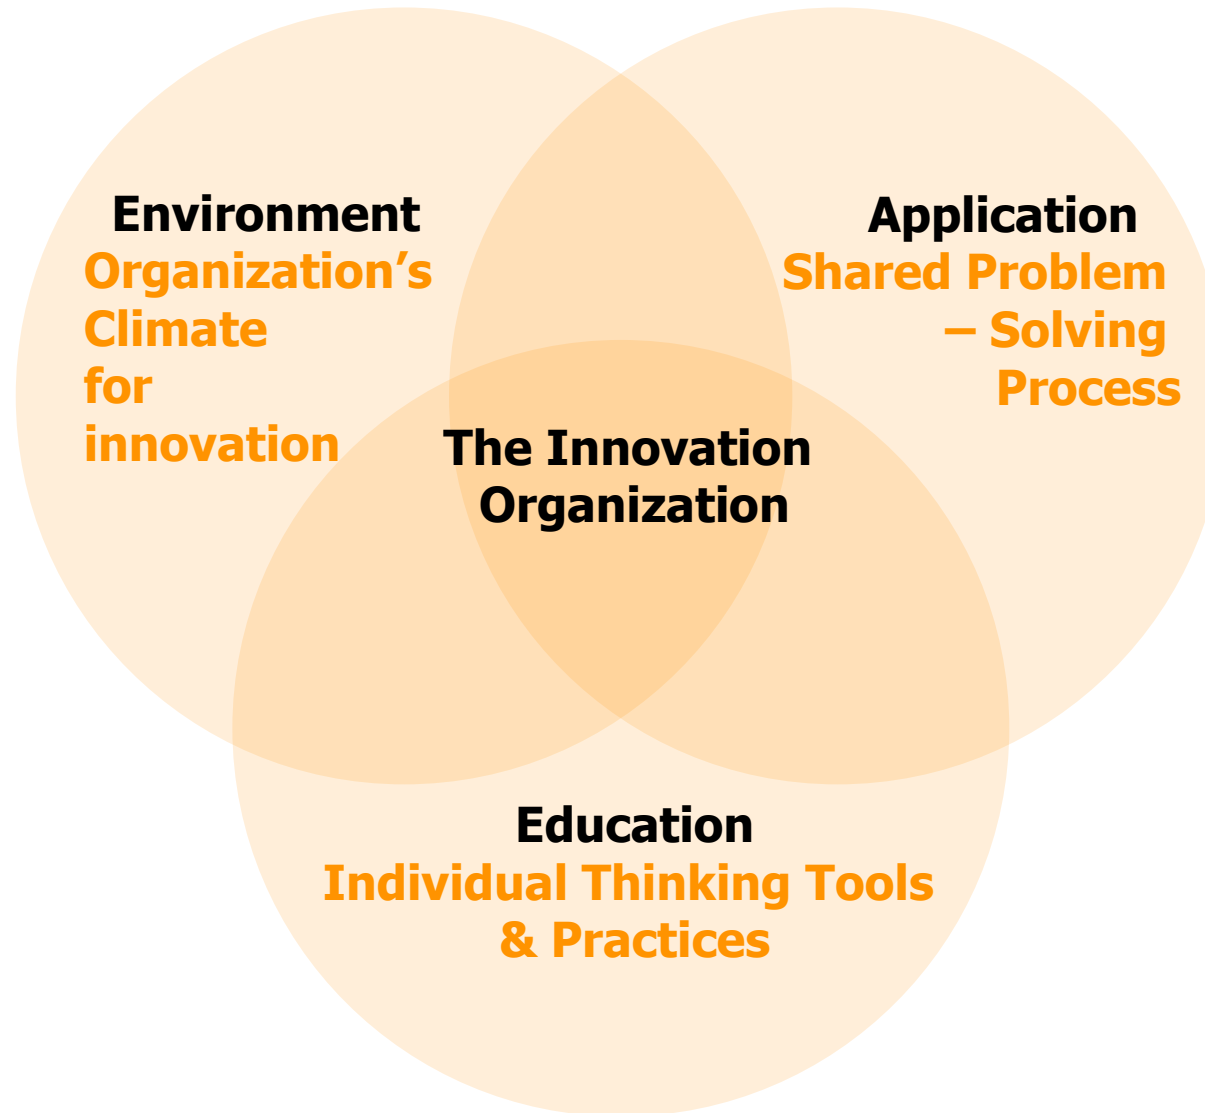 Environment
Organization’s
Climate
for
innovation
Application
Shared Problem
– Solving
Process
The Innovation
Organization
Education
Individual Thinking Tools
& Practices